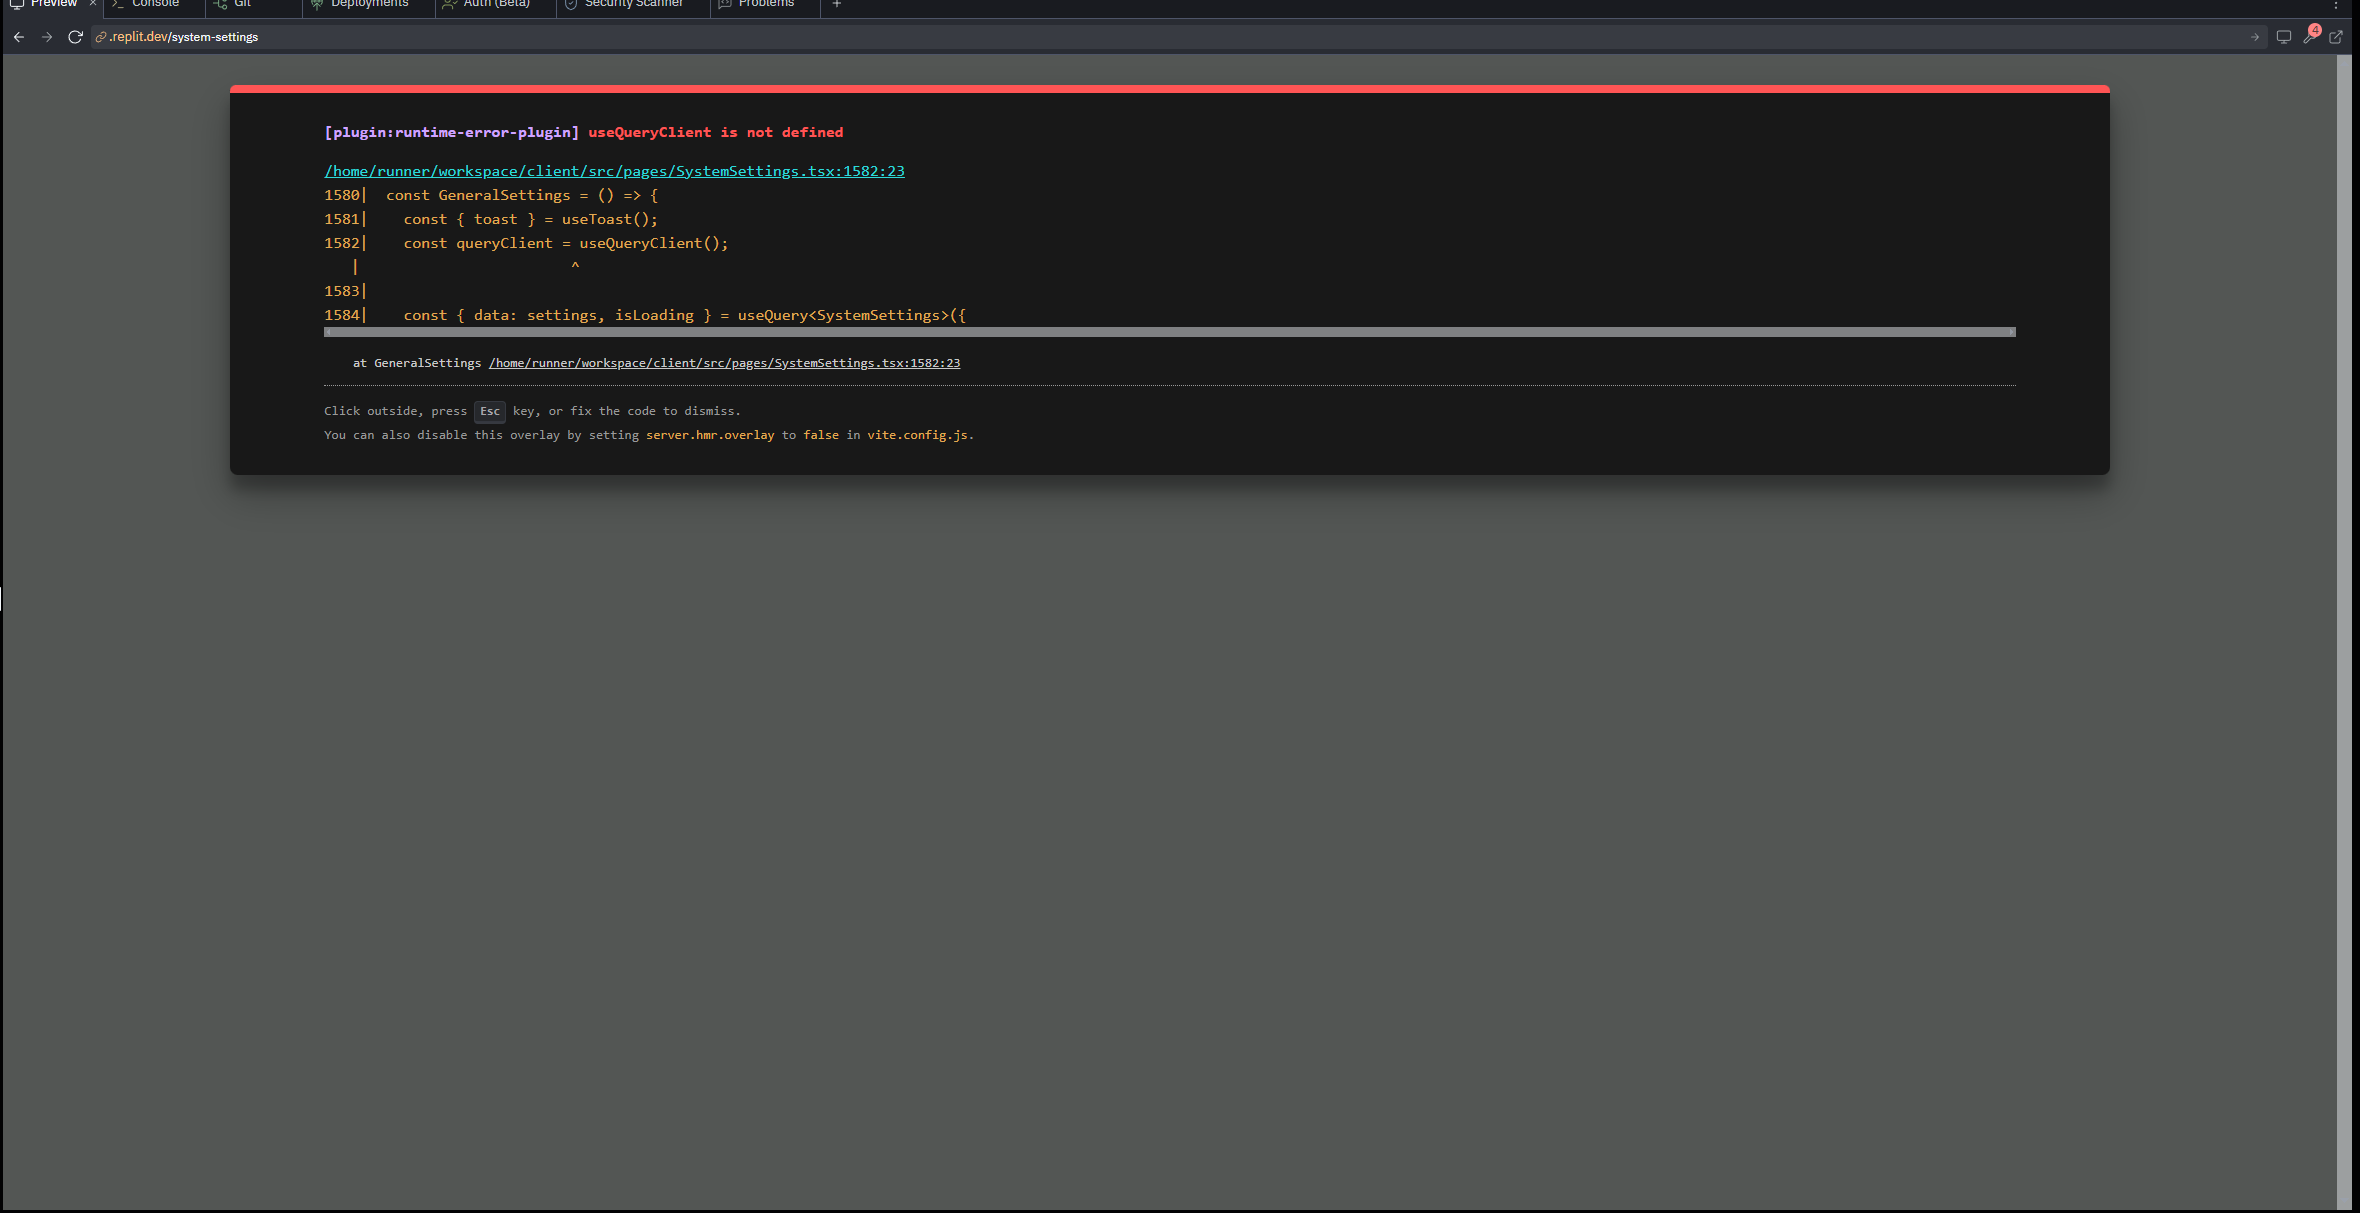 Preview × Console Git Deployments Auth (Beta) Security Scanner Problems +
.replit.dev/system-settings 4
[plugin:runtime-error-plugin] useQueryClient is not defined
/home/runner/workspace/client/src/pages/SystemSettings.tsx:1582:23
1580|  const GeneralSettings = () => {
1581|    const { toast } = useToast();
1582|    const queryClient = useQueryClient();
   |                        ^
1583|
1584|    const { data: settings, isLoading } = useQuery<SystemSettings>({
at GeneralSettings /home/runner/workspace/client/src/pages/SystemSettings.tsx:1582:23
Click outside, press Esc key, or fix the code to dismiss.
You can also disable this overlay by setting server.hmr.overlay to false in vite.config.js.